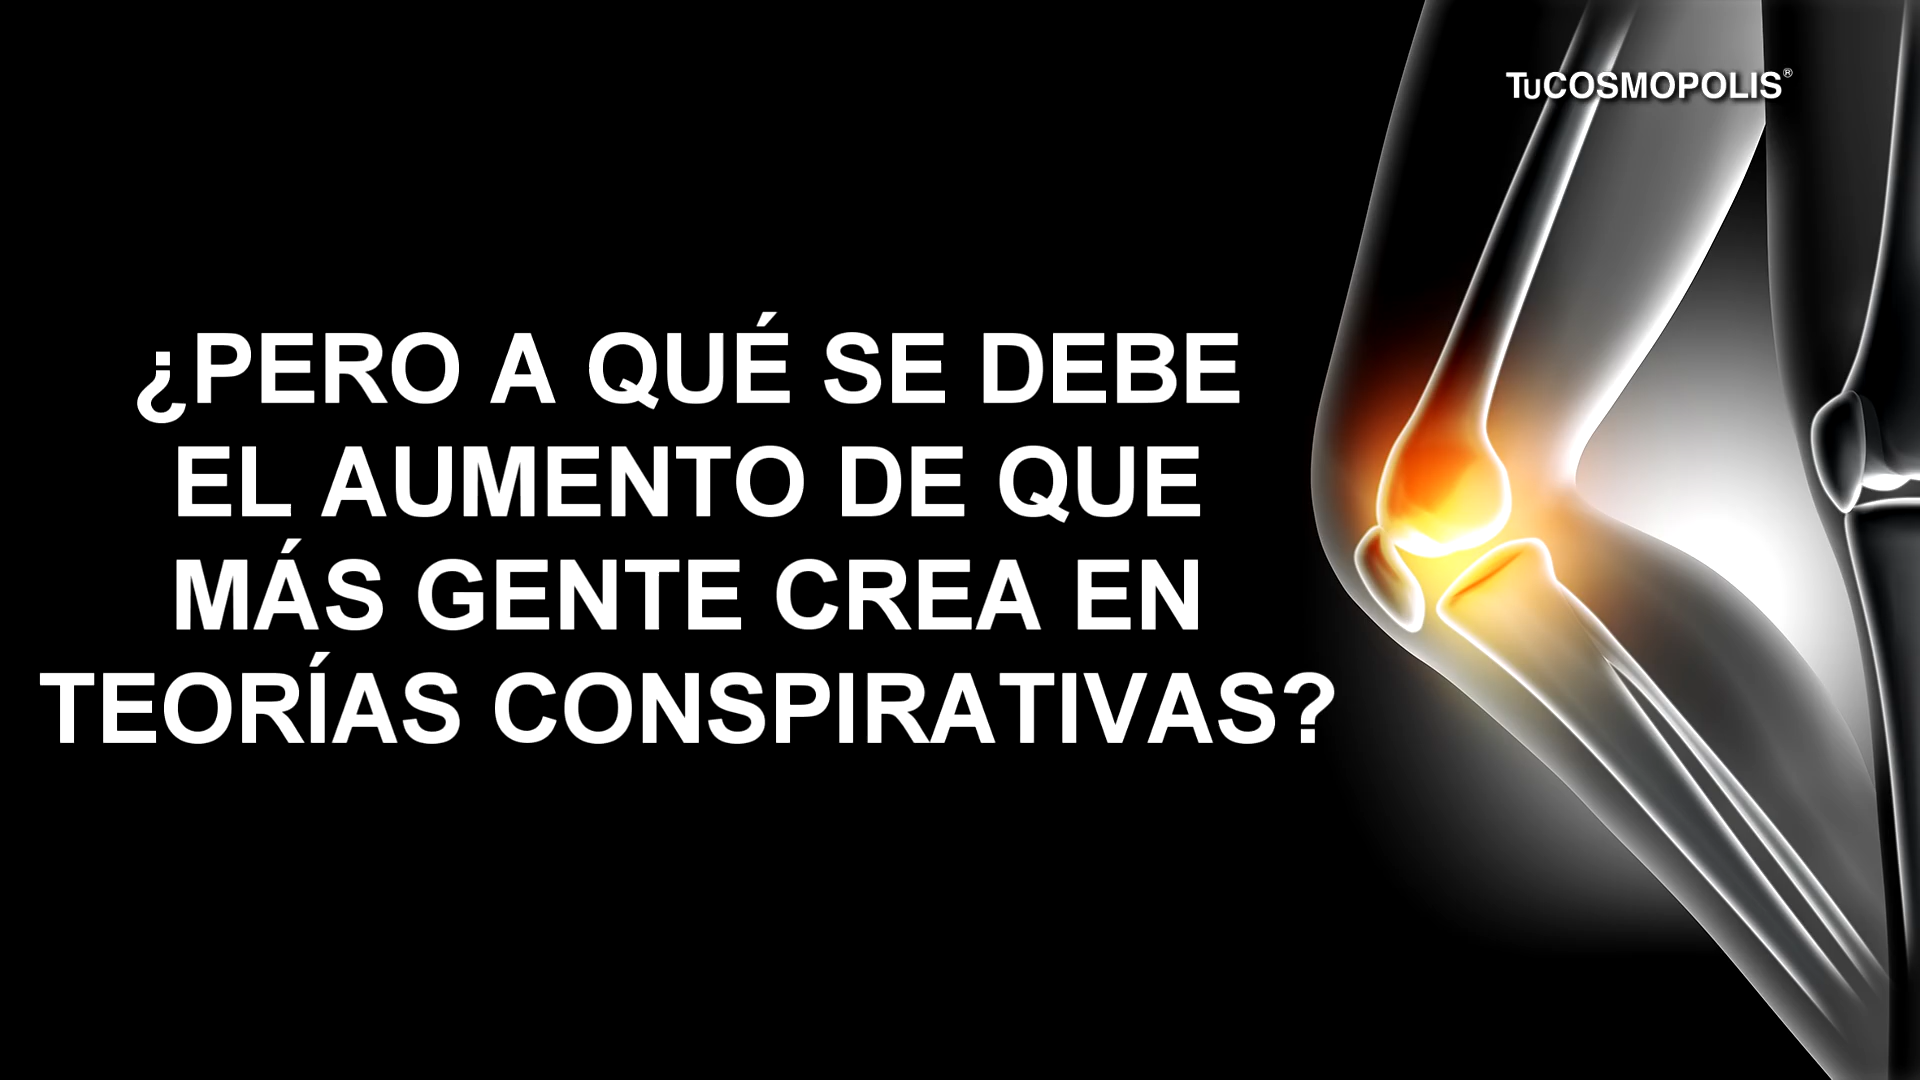 TuCOSMOPOLIS®
¿PERO A QUÉ SE DEBE
EL AUMENTO DE QUE
MÁS GENTE CREA EN
TEORÍAS CONSPIRATIVAS?